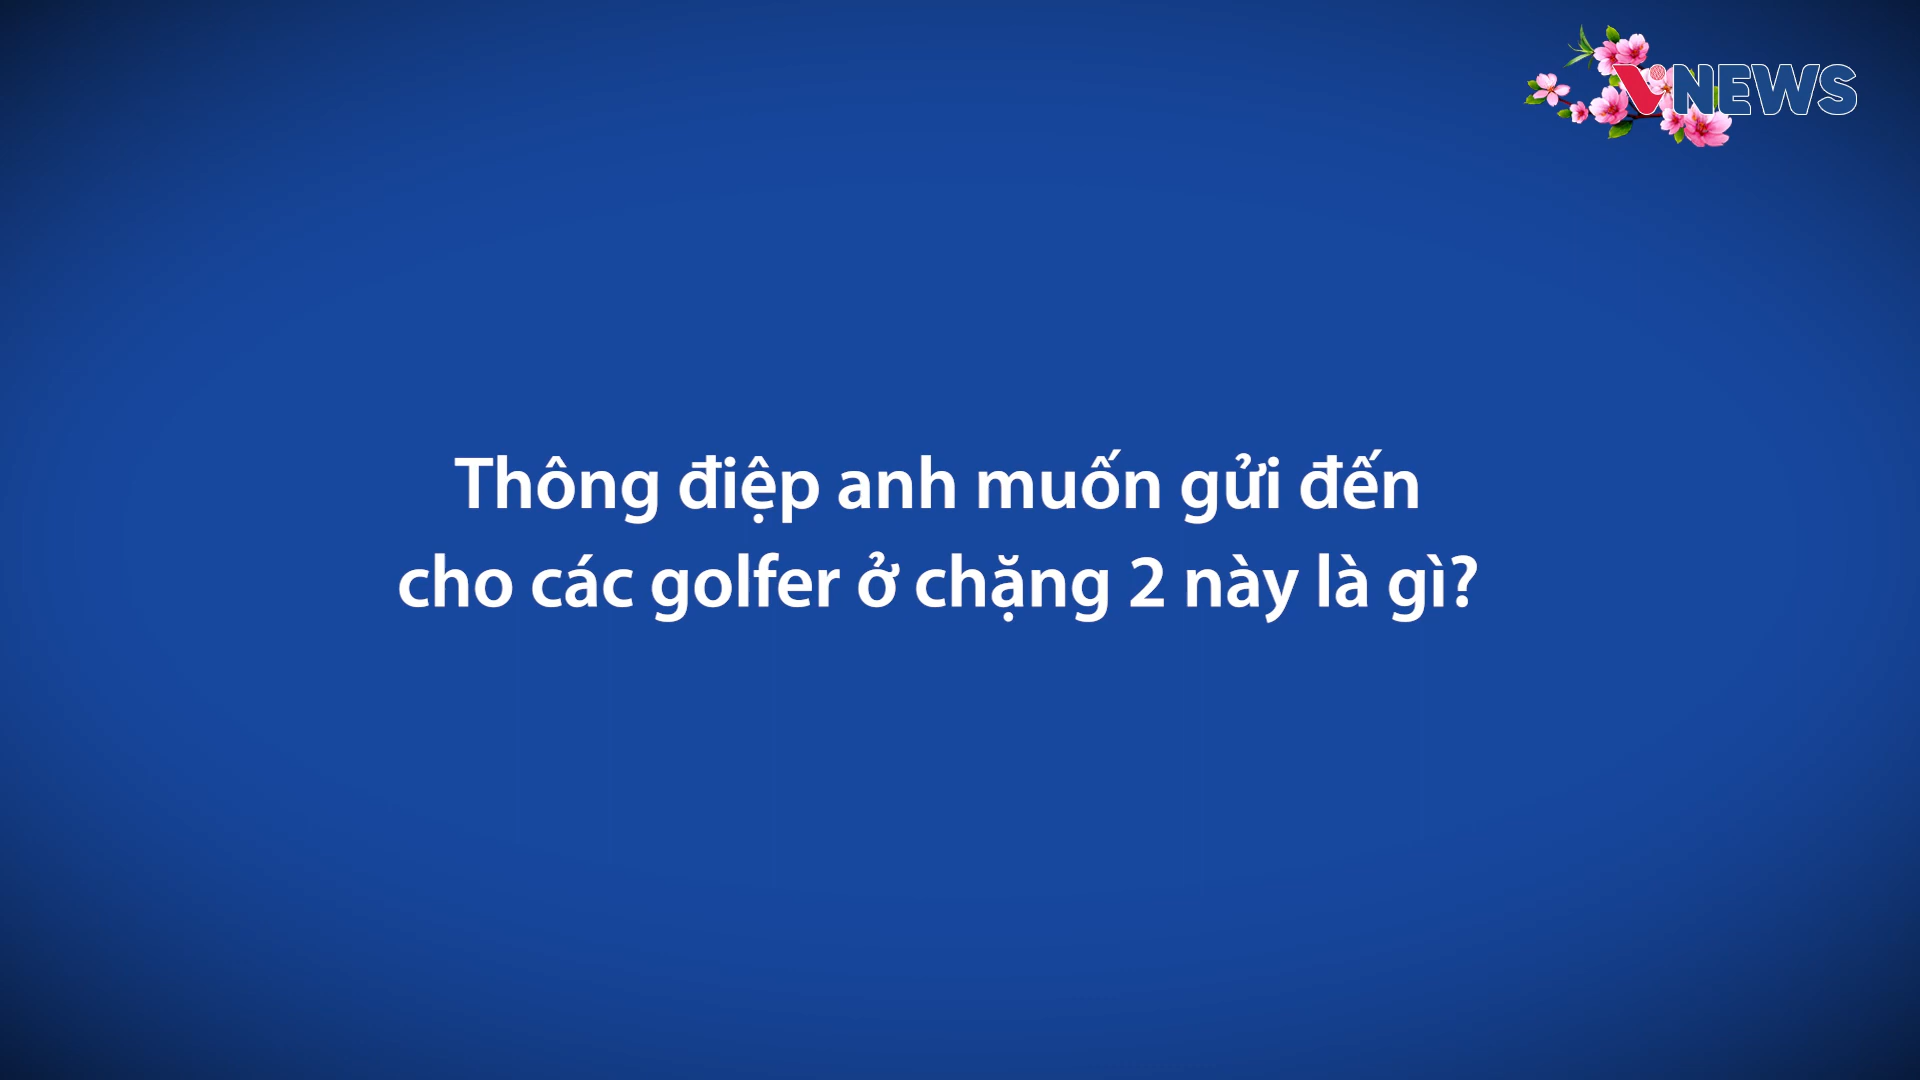 VNEWS
Thông điệp anh muốn gửi đến
cho các golfer ở chặng 2 này là gì?